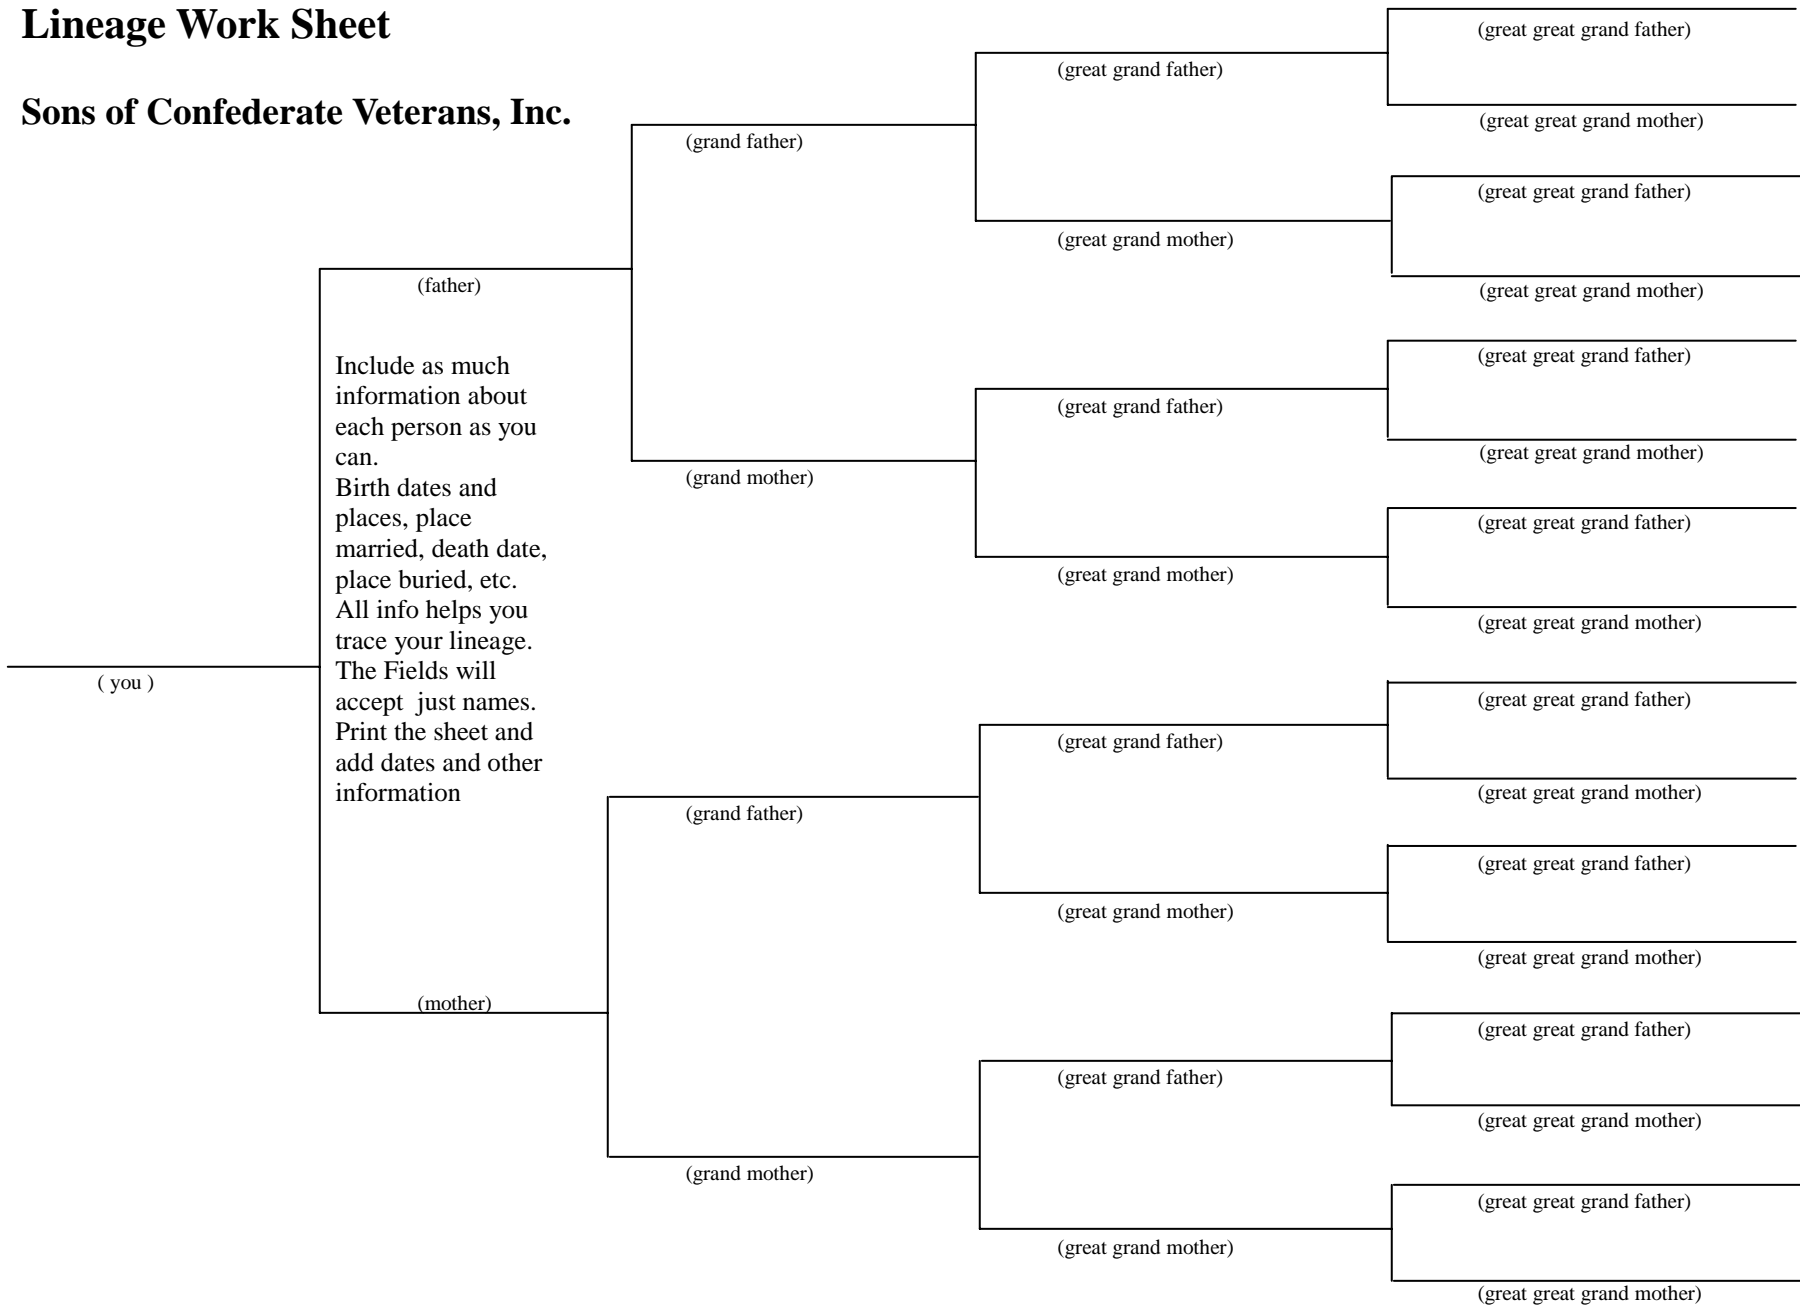 Lineage Work Sheet
Sons of Confederate Veterans, Inc.
( you )
(father)
Include as much
information about
each person as you
can.
Birth dates and
places, place
married, death date,
place buried, etc.
All info helps you
trace your lineage.
The Fields will
accept  just names.
Print the sheet and
add dates and other
information
(mother)
(grand father)
(grand mother)
(grand father)
(grand mother)
(great grand father)
(great grand mother)
(great grand father)
(great grand mother)
(great grand father)
(great grand mother)
(great grand father)
(great grand mother)
(great great grand father)
(great great grand mother)
(great great grand father)
(great great grand mother)
(great great grand father)
(great great grand mother)
(great great grand father)
(great great grand mother)
(great great grand father)
(great great grand mother)
(great great grand father)
(great great grand mother)
(great great grand father)
(great great grand mother)
(great great grand father)
(great great grand mother)